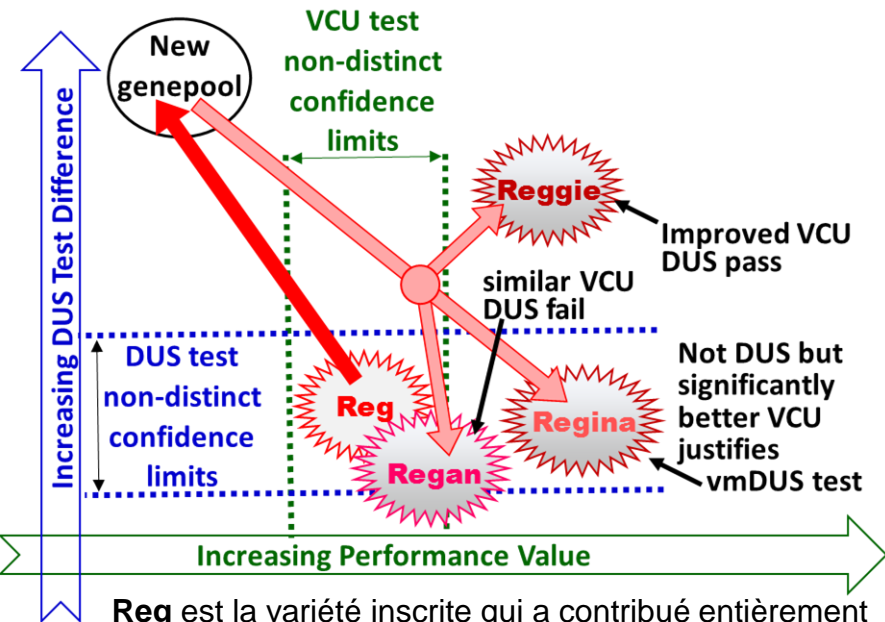 New
genepool
VCU test
non-distinct
confidence
limits
Increasing DUS Test Difference
Reggie
Improved VCU
DUS pass
similar VCU
DUS fail
DUS test
non-distinct
confidence
limits
Reg
Regan
Regina
Not DUS but
significantly
better VCU
justifies
vmDUS test
Increasing Performance Value
Reg est la variété inscrite qui a contribué entièrement